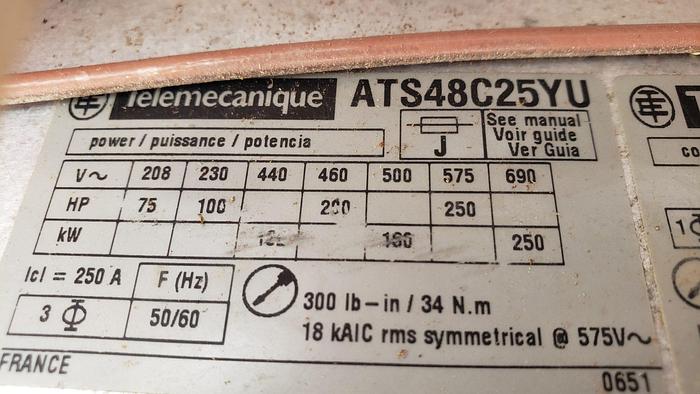 Telemecanique ATS48C25YU
power / puissance / potencia
J
See manual
Voir guide
Ver Guia
V~ 208 230 440 460 500 575 690
HP 75 100 250
kW 250
Icl = 250 A F (Hz)
3 Φ 50/60
300 lb-in / 34 N.m
18 kAIC rms symmetrical @ 575V~
FRANCE
0651
co
1